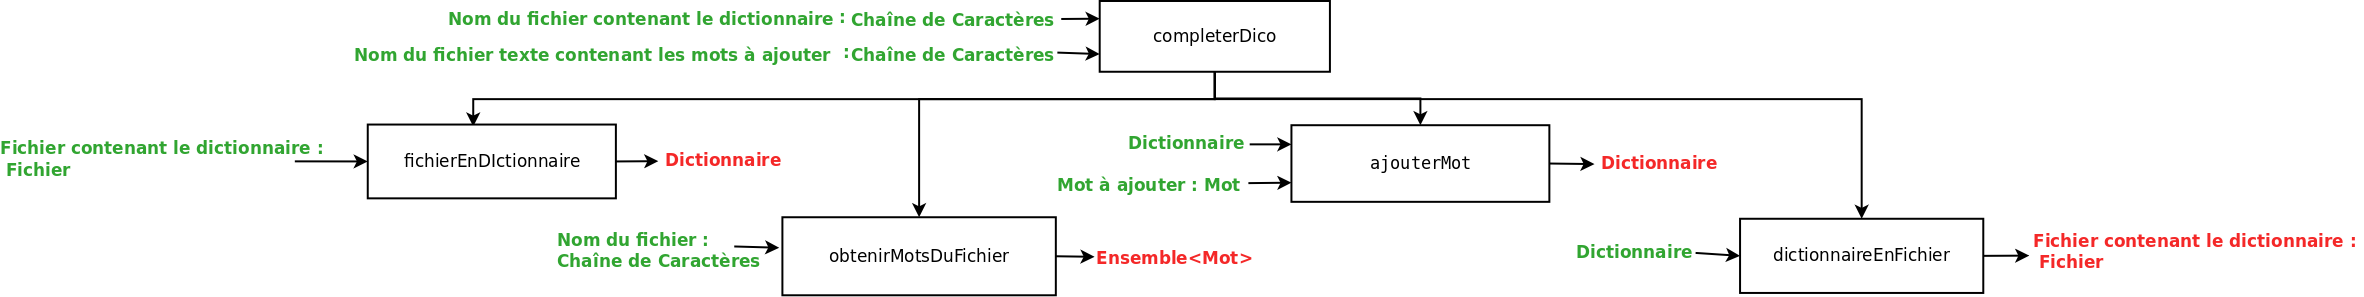 Nom du fichier contenant le dictionnaire : Chaîne de Caractères
Nom du fichier texte contenant les mots à ajouter : Chaîne de Caractères
completerDico
Fichier contenant le dictionnaire :
Fichier
fichierEnDIctionnaire
Dictionnaire
Nom du fichier :
Chaîne de Caractères
obtenirMotsDuFichier
Ensemble<Mot>
Dictionnaire
Mot à ajouter : Mot
ajouterMot
Dictionnaire
Dictionnaire
dictionnaireEnFichier
Fichier contenant le dictionnaire :
Fichier